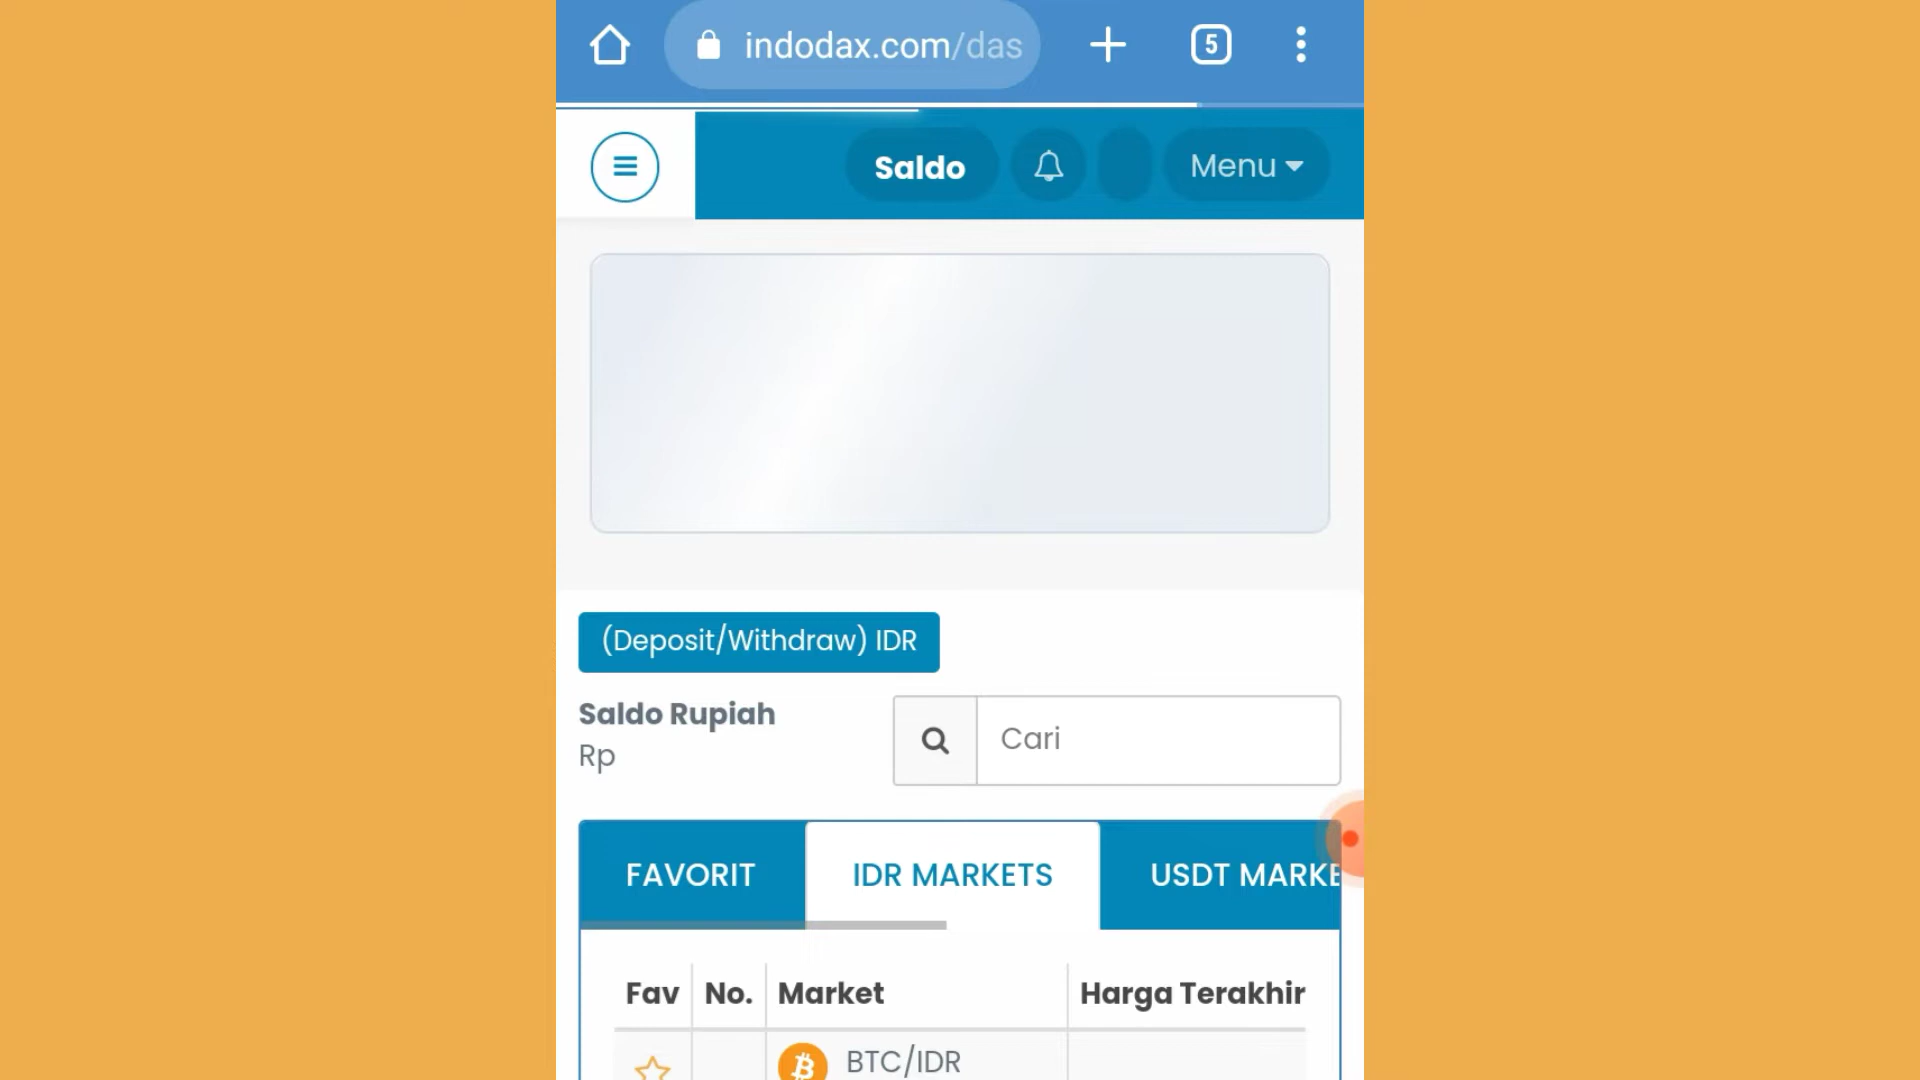 indodax.com/das
5
Saldo
Menu
(Deposit/Withdraw) IDR
Saldo Rupiah
Rp
Cari
FAVORIT
IDR MARKETS
USDT MARKE
Fav
No.
Market
Harga Terakhir
BTC/IDR